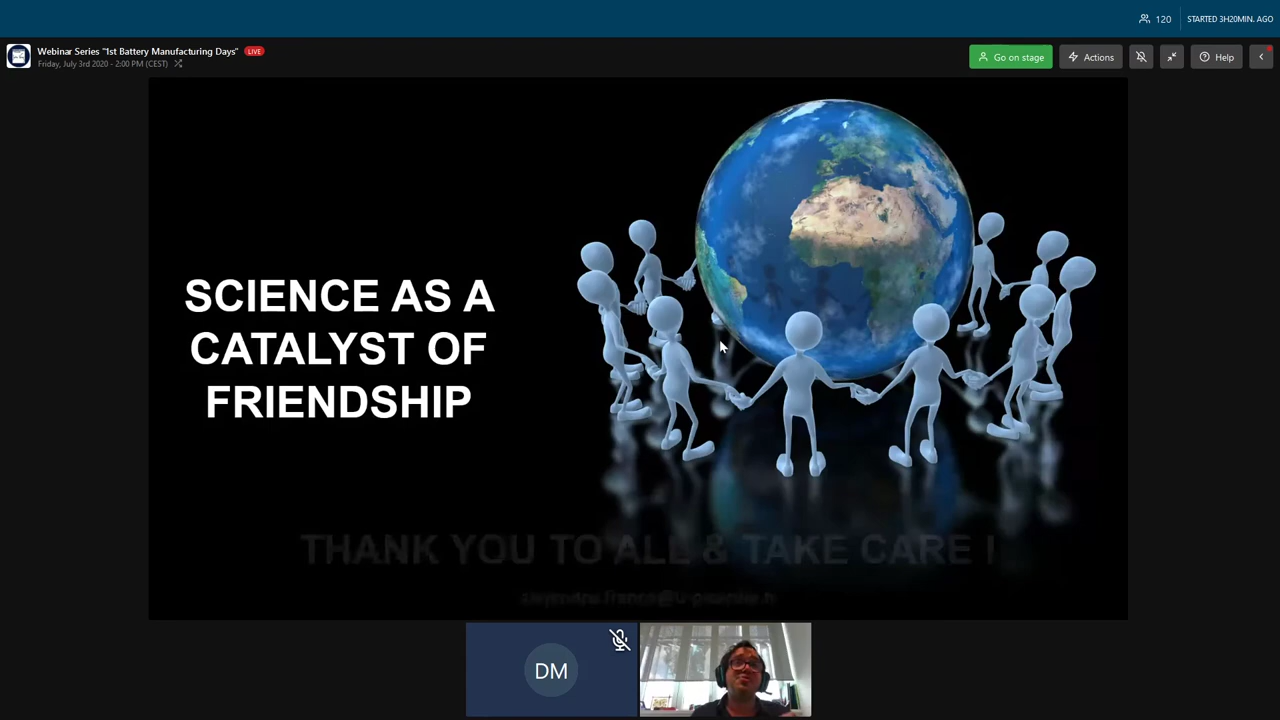 120
STARTED 3H20MIN. AGO
Webinar Series "1st Battery Manufacturing Days" LIVE
Friday, July 3rd 2020 - 2:00 PM (CEST)
Go on stage
Actions
Help
SCIENCE AS A
CATALYST OF
FRIENDSHIP
THANK YOU TO ALL & TAKE CARE !
DM